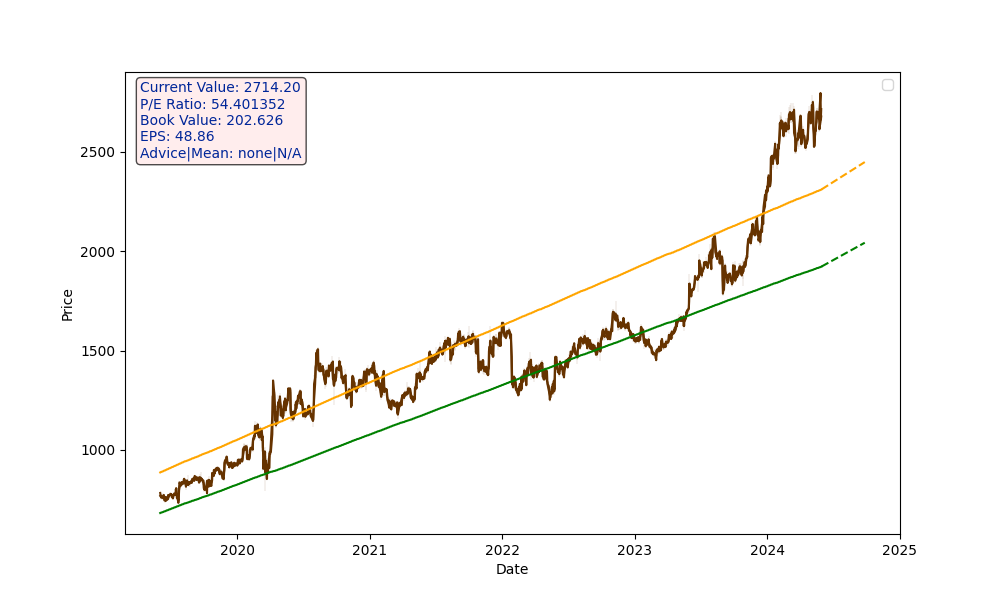 Current Value: 2714.20
P/E Ratio: 54.401352
Book Value: 202.626
EPS: 48.86
Advice|Mean: none|N/A
2500
2000
1500
1000
Price
2020 2021 2022 2023 2024 2025
Date